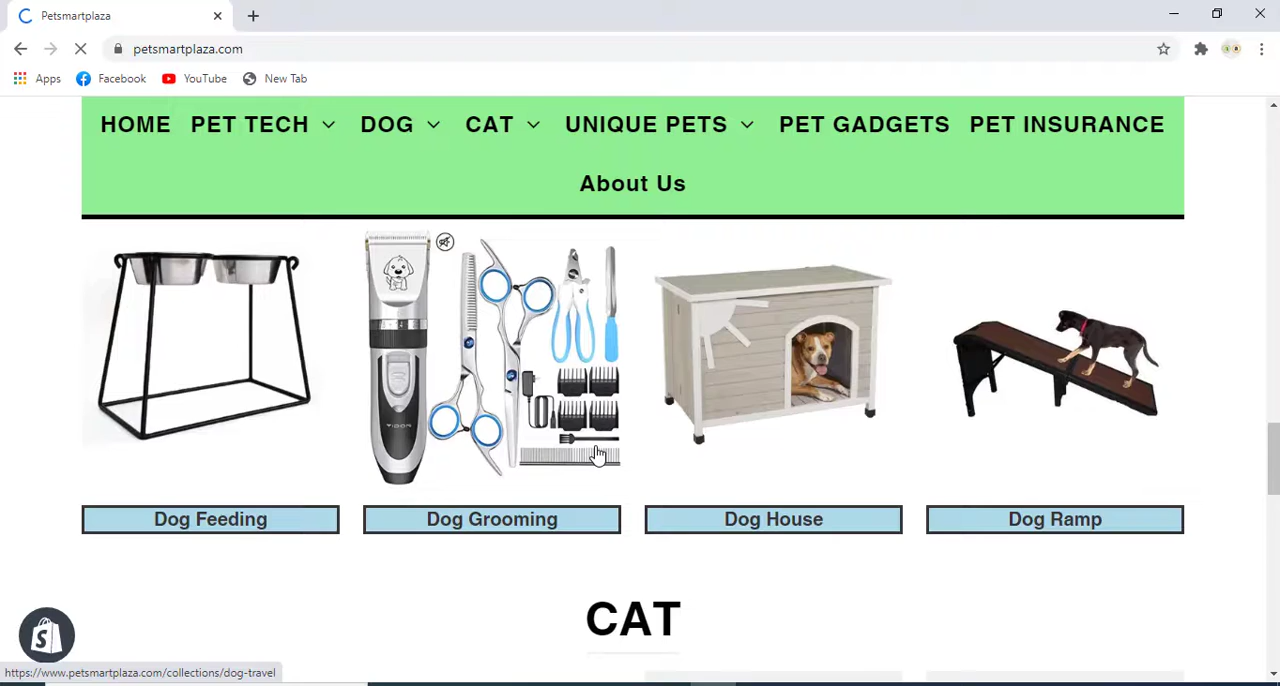 Petsmartplaza
petsmartplaza.com
Apps Facebook YouTube New Tab
HOME PET TECH DOG CAT UNIQUE PETS PET GADGETS PET INSURANCE
About Us
VIDOR
Dog Feeding Dog Grooming Dog House Dog Ramp
CAT
https://www.petsmartplaza.com/collections/dog-travel